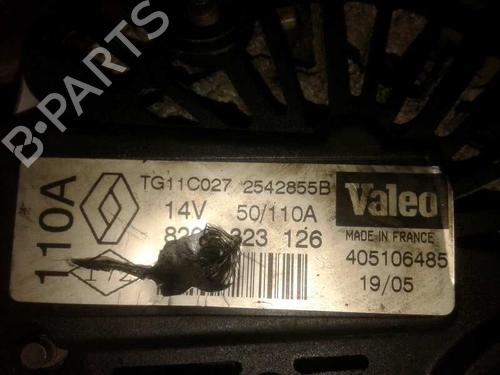 B-PARTS
110A
TG11C027 2542855B
14V 50/110A
323 126
Valeo
MADE IN FRANCE
405106485
19/05